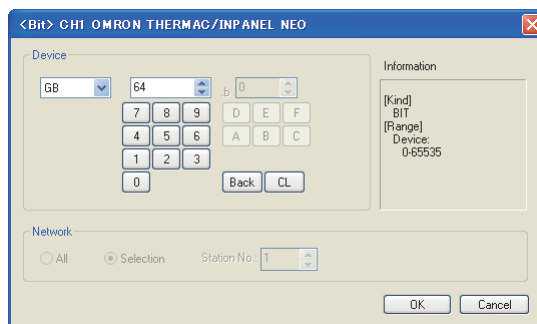 <Bit> CH1 OMRON THERMAC/INPANEL NEO
Device
GB 64 .b 0
7 8 9 D E F
4 5 6 A B C
1 2 3
0 Back CL
Information
[Kind]
BIT
[Range]
Device:
0-65535
Network
All Selection Station No.: 1
OK Cancel